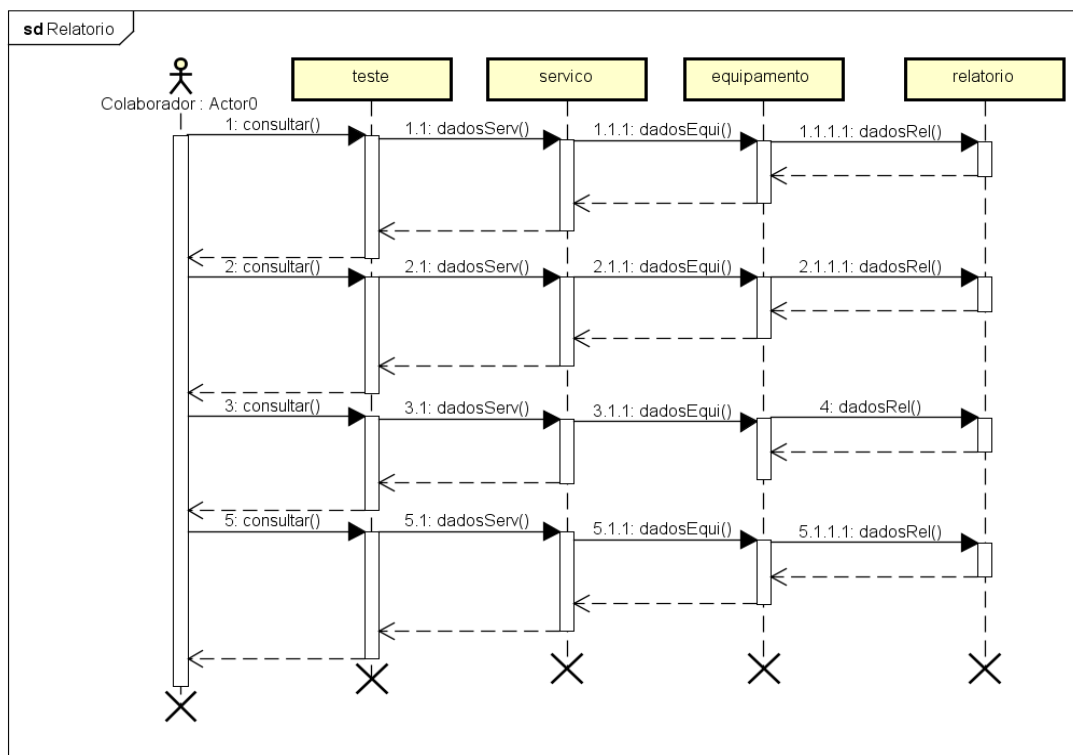 sd Relatorio
teste
servico
equipamento
relatorio
Colaborador : Actor0
1: consultar()
1.1: dadosServ()
1.1.1: dadosEqui()
1.1.1.1: dadosRel()
2: consultar()
2.1: dadosServ()
2.1.1: dadosEqui()
2.1.1.1: dadosRel()
3: consultar()
3.1: dadosServ()
3.1.1: dadosEqui()
4: dadosRel()
5: consultar()
5.1: dadosServ()
5.1.1: dadosEqui()
5.1.1.1: dadosRel()